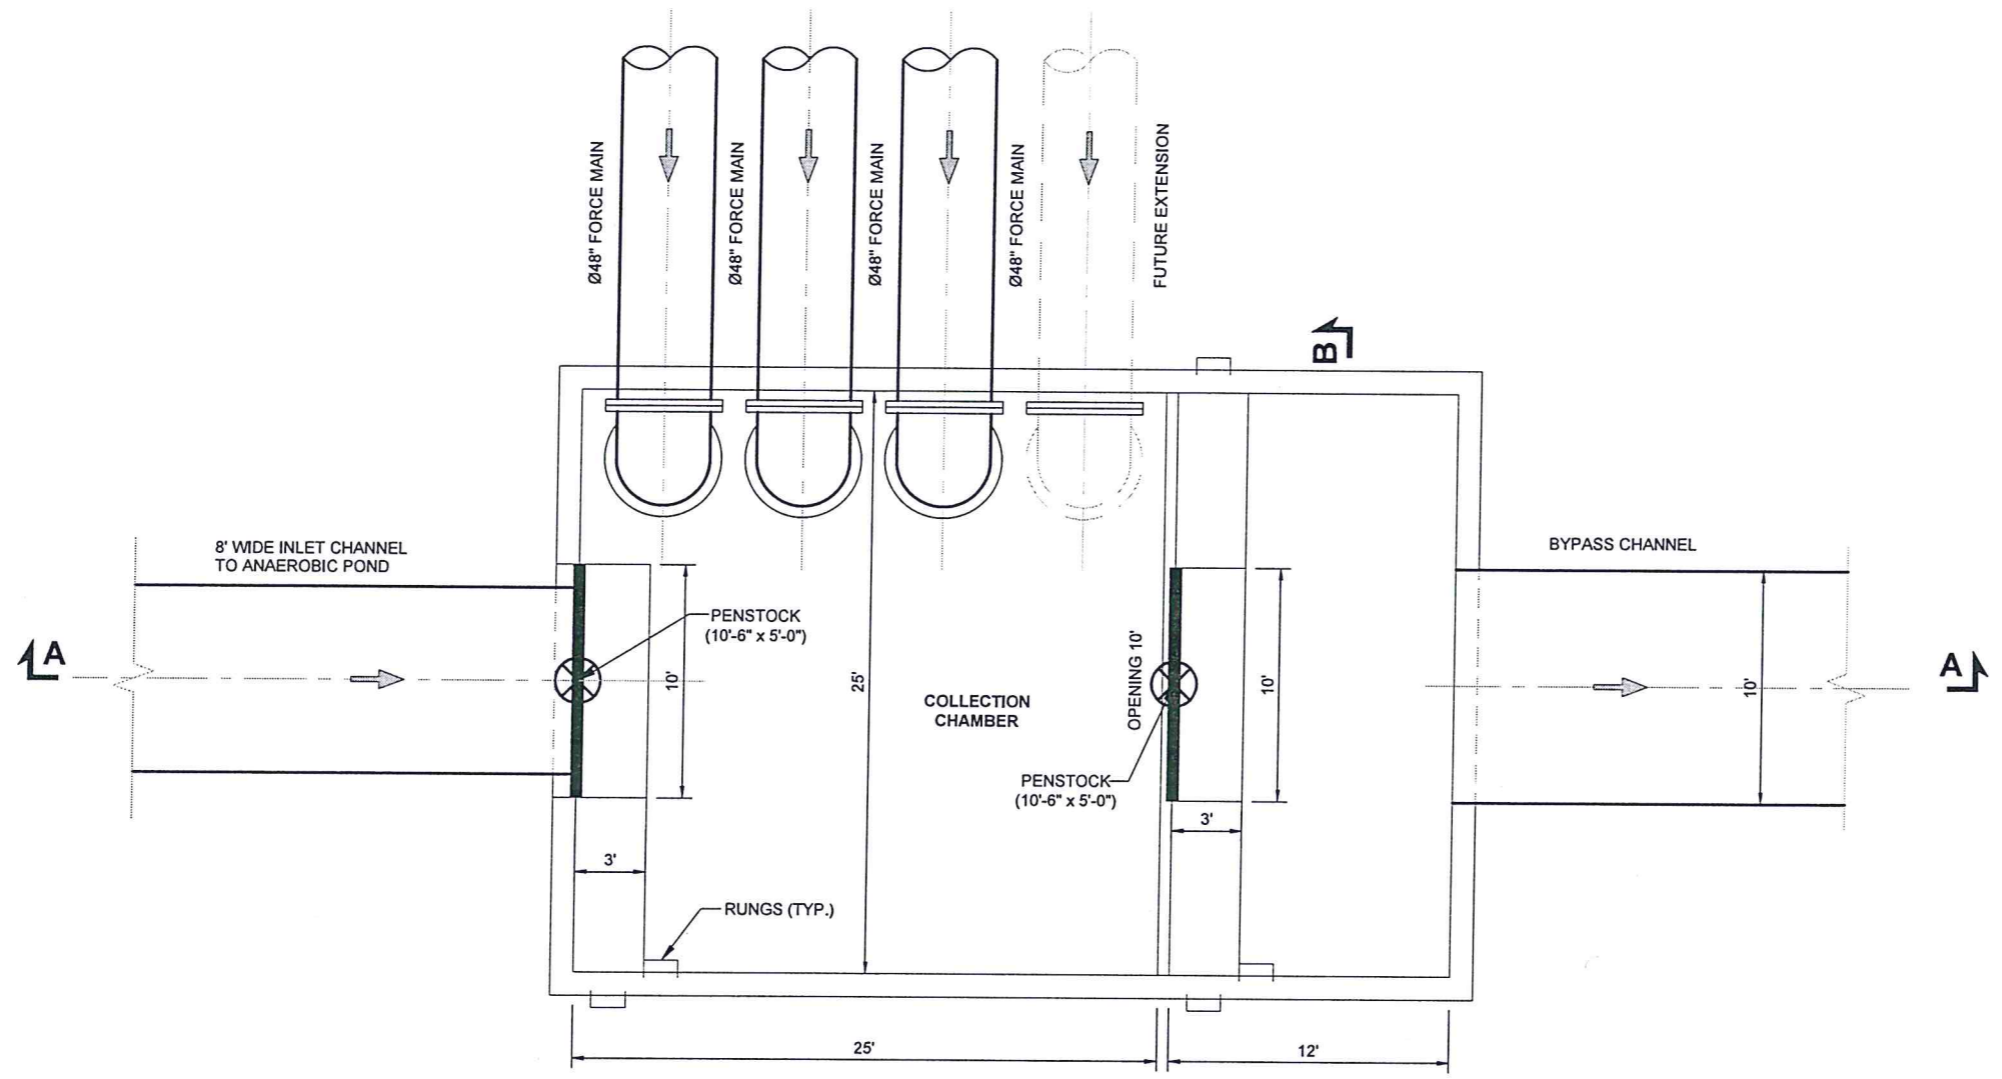 Ø48" FORCE MAIN
Ø48" FORCE MAIN
Ø48" FORCE MAIN
Ø48" FORCE MAIN
FUTURE EXTENSION
B
8' WIDE INLET CHANNEL
TO ANAEROBIC POND
BYPASS CHANNEL
A
PENSTOCK
(10'-6" x 5'-0")
10'
25'
COLLECTION
CHAMBER
OPENING 10'
10'
10'
A
PENSTOCK
(10'-6" x 5'-0")
3'
3'
RUNGS (TYP.)
25'
12'